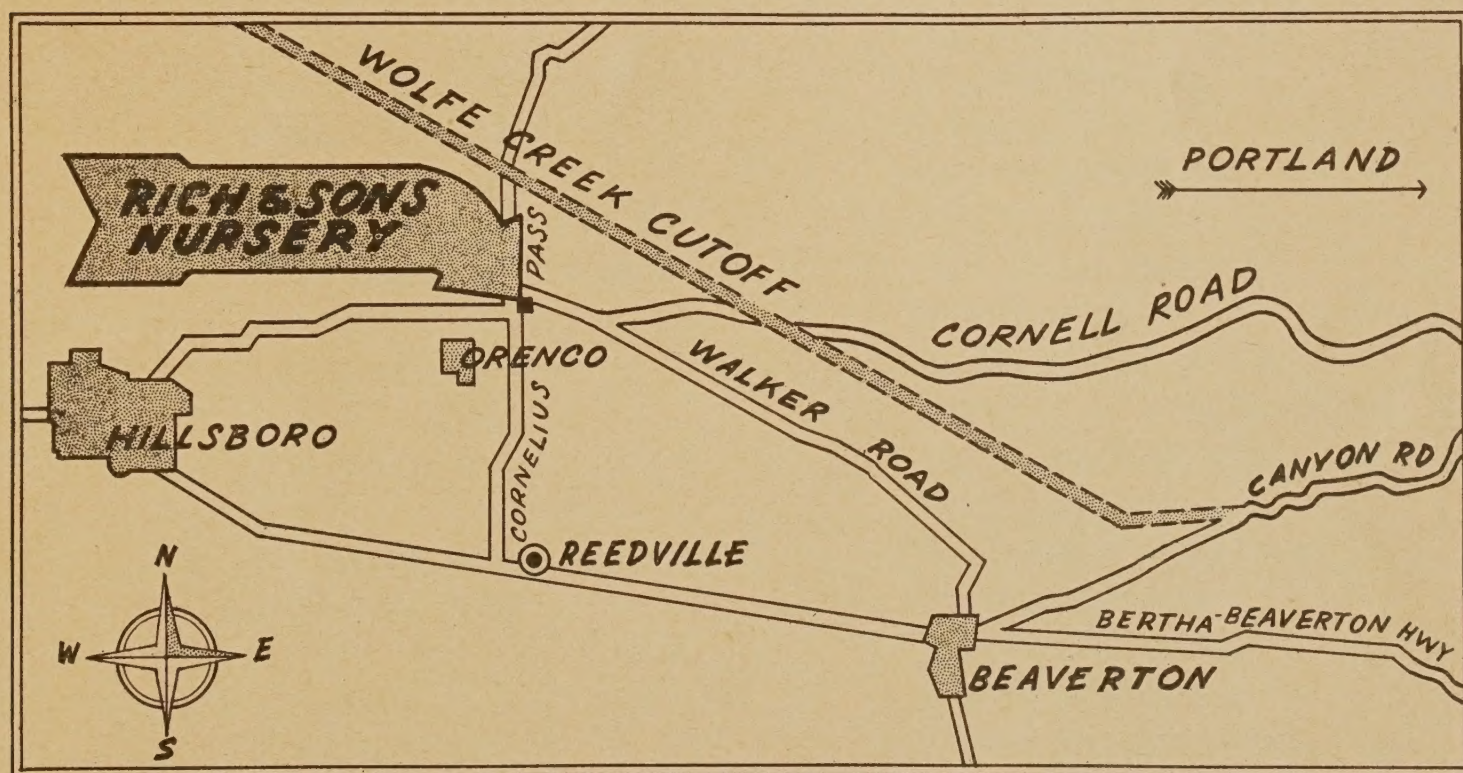 WOLFE CREEK CUTOFF
PORTLAND
RICH & SONS
NURSERY
PASS
CORNELL ROAD
ORENCO
WALKER ROAD
HILLSBORO
CORNELIUS
CANYON RD
REEDVILLE
N
W
E
S
BERTHA-BEAVERTON HWY
BEAVERTON